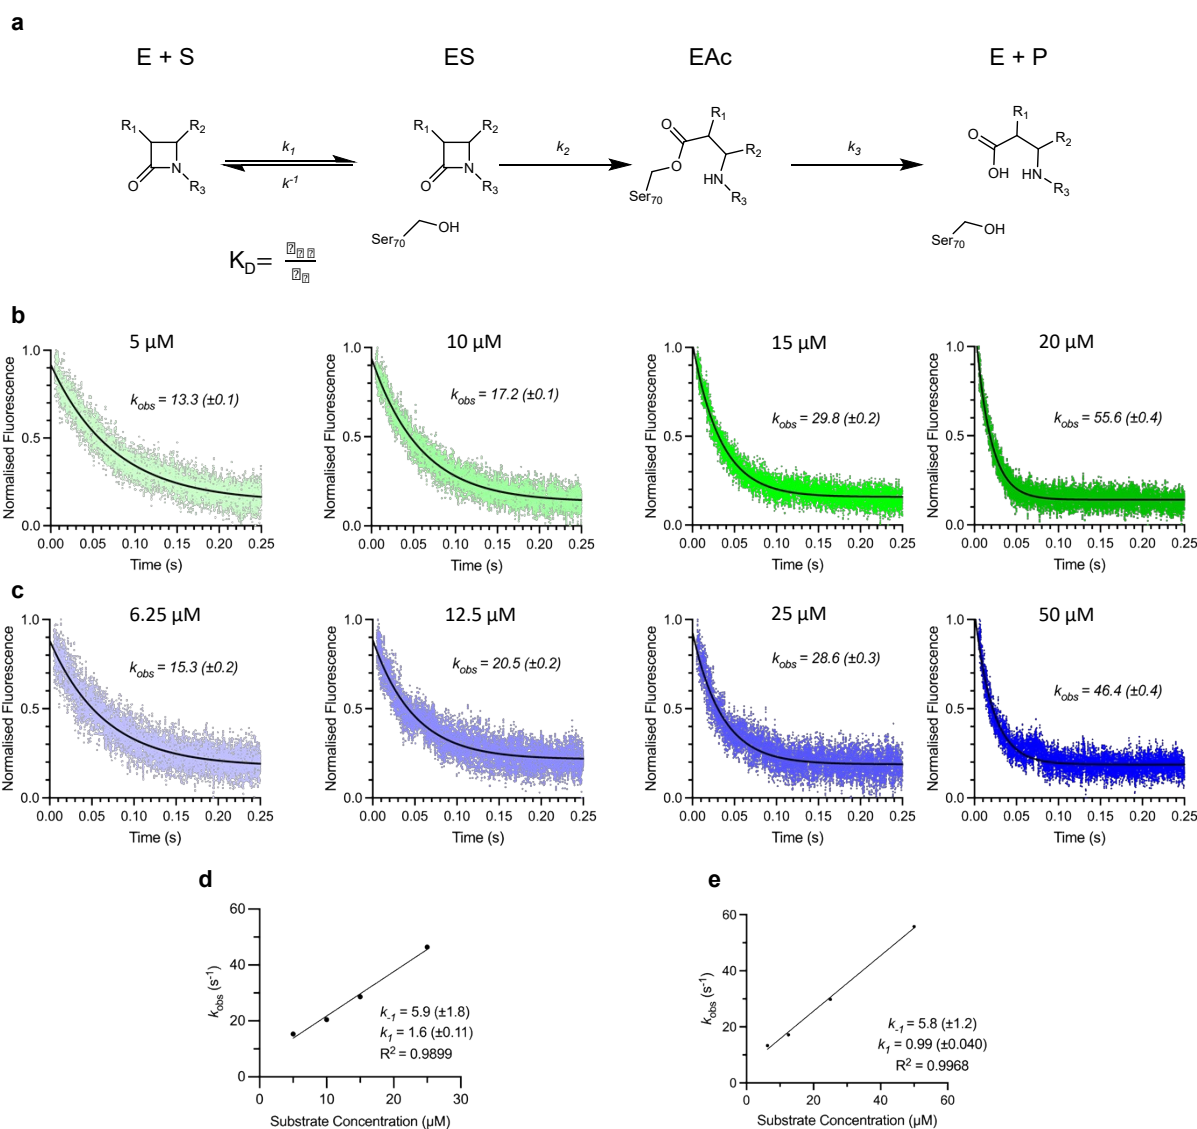 a
E + S
ES
EAc
E + P
R1 R2
O N R3
k1
k-1
R1 R2
O N R3
Ser70 OH
k2
O R1
O R2
HN R3
Ser70
k3
O R1
OH R2
HN R3
Ser70 OH
KD=
b
5 µM
Normalised Fluorescence
1.0
0.5
0.0
kobs = 13.3 (±0.1)
0.00 0.05 0.10 0.15 0.20 0.25
Time (s)
10 µM
Normalised Fluorescence
1.0
0.5
0.0
kobs = 17.2 (±0.1)
0.00 0.05 0.10 0.15 0.20 0.25
Time (s)
15 µM
Normalised Fluorescence
1.0
0.5
0.0
kobs = 29.8 (±0.2)
0.00 0.05 0.10 0.15 0.20 0.25
Time (s)
20 µM
Normalised Fluorescence
1.0
0.5
0.0
kobs = 55.6 (±0.4)
0.00 0.05 0.10 0.15 0.20 0.25
Time (s)
c
6.25 µM
Normalised Fluorescence
1.0
0.5
0.0
kobs = 15.3 (±0.2)
0.00 0.05 0.10 0.15 0.20 0.25
Time (s)
12.5 µM
Normalised Fluorescence
1.0
0.5
0.0
kobs = 20.5 (±0.2)
0.00 0.05 0.10 0.15 0.20 0.25
Time (s)
25 µM
Normalised Fluorescence
1.0
0.5
0.0
kobs = 28.6 (±0.3)
0.00 0.05 0.10 0.15 0.20 0.25
Time (s)
50 µM
Normalised Fluorescence
1.0
0.5
0.0
kobs = 46.4 (±0.4)
0.00 0.05 0.10 0.15 0.20 0.25
Time (s)
d
kobs (s-1)
60
40
20
0
k-1 = 5.9 (±1.8)
k1 = 1.6 (±0.11)
R2 = 0.9899
0 10 20 30
Substrate Concentration (µM)
e
kobs (s-1)
60
40
20
0
k-1 = 5.8 (±1.2)
k1 = 0.99 (±0.040)
R2 = 0.9968
0 20 40 60
Substrate Concentration (µM)